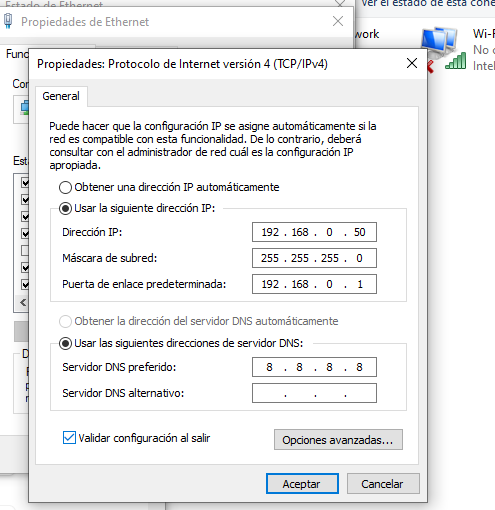 Estado de Ethernet
Propiedades de Ethernet
Ver el estado de esta cone
work
Wi-F
No c
Intel
Fund
Propiedades: Protocolo de Internet versión 4 (TCP/IPv4)
General
Puede hacer que la configuración IP se asigne automáticamente si la
red es compatible con esta funcionalidad. De lo contrario, deberá
consultar con el administrador de red cuál es la configuración IP
apropiada.
Obtener una dirección IP automáticamente
Usar la siguiente dirección IP:
Dirección IP: 192 . 168 . 0 . 50
Máscara de subred: 255 . 255 . 255 . 0
Puerta de enlace predeterminada: 192 . 168 . 0 . 1
Obtener la dirección del servidor DNS automáticamente
Usar las siguientes direcciones de servidor DNS:
Servidor DNS preferido: 8 . 8 . 8 . 8
Servidor DNS alternativo: . . .
Validar configuración al salir
Opciones avanzadas...
Aceptar
Cancelar